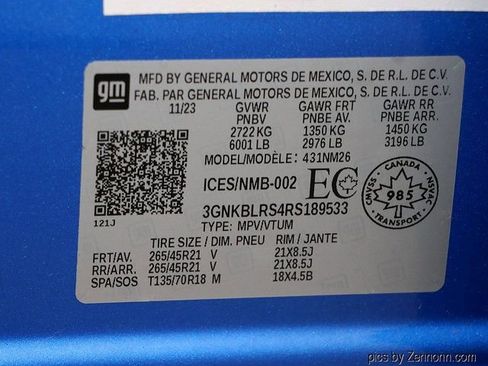 gm
MFD BY GENERAL MOTORS DE MEXICO, S. DE R.L. DE C.V.
FAB. PAR GENERAL MOTORS DE MEXICO, S. DE R.L. DE C.V.
11/23 GVWR GAWR FRT GAWR RR
PNBV PNBE AV. PNBE ARR.
2722 KG 1350 KG 1450 KG
6001 LB 2976 LB 3196 LB
MODEL/MODÈLE: 431NM26
ICES/NMB-002 EC
CANADA
CMVSS NSVAC
985
TRANSPORT
3GNKBLRS4RS189533
121J
TYPE: MPV/VTUM
TIRE SIZE / DIM. PNEU RIM / JANTE
FRT/AV. 265/45R21 V 21X8.5J
RR/ARR. 265/45R21 V 21X8.5J
SPA/SOS T135/70R18 M 18X4.5B
pics by Zennonn.com